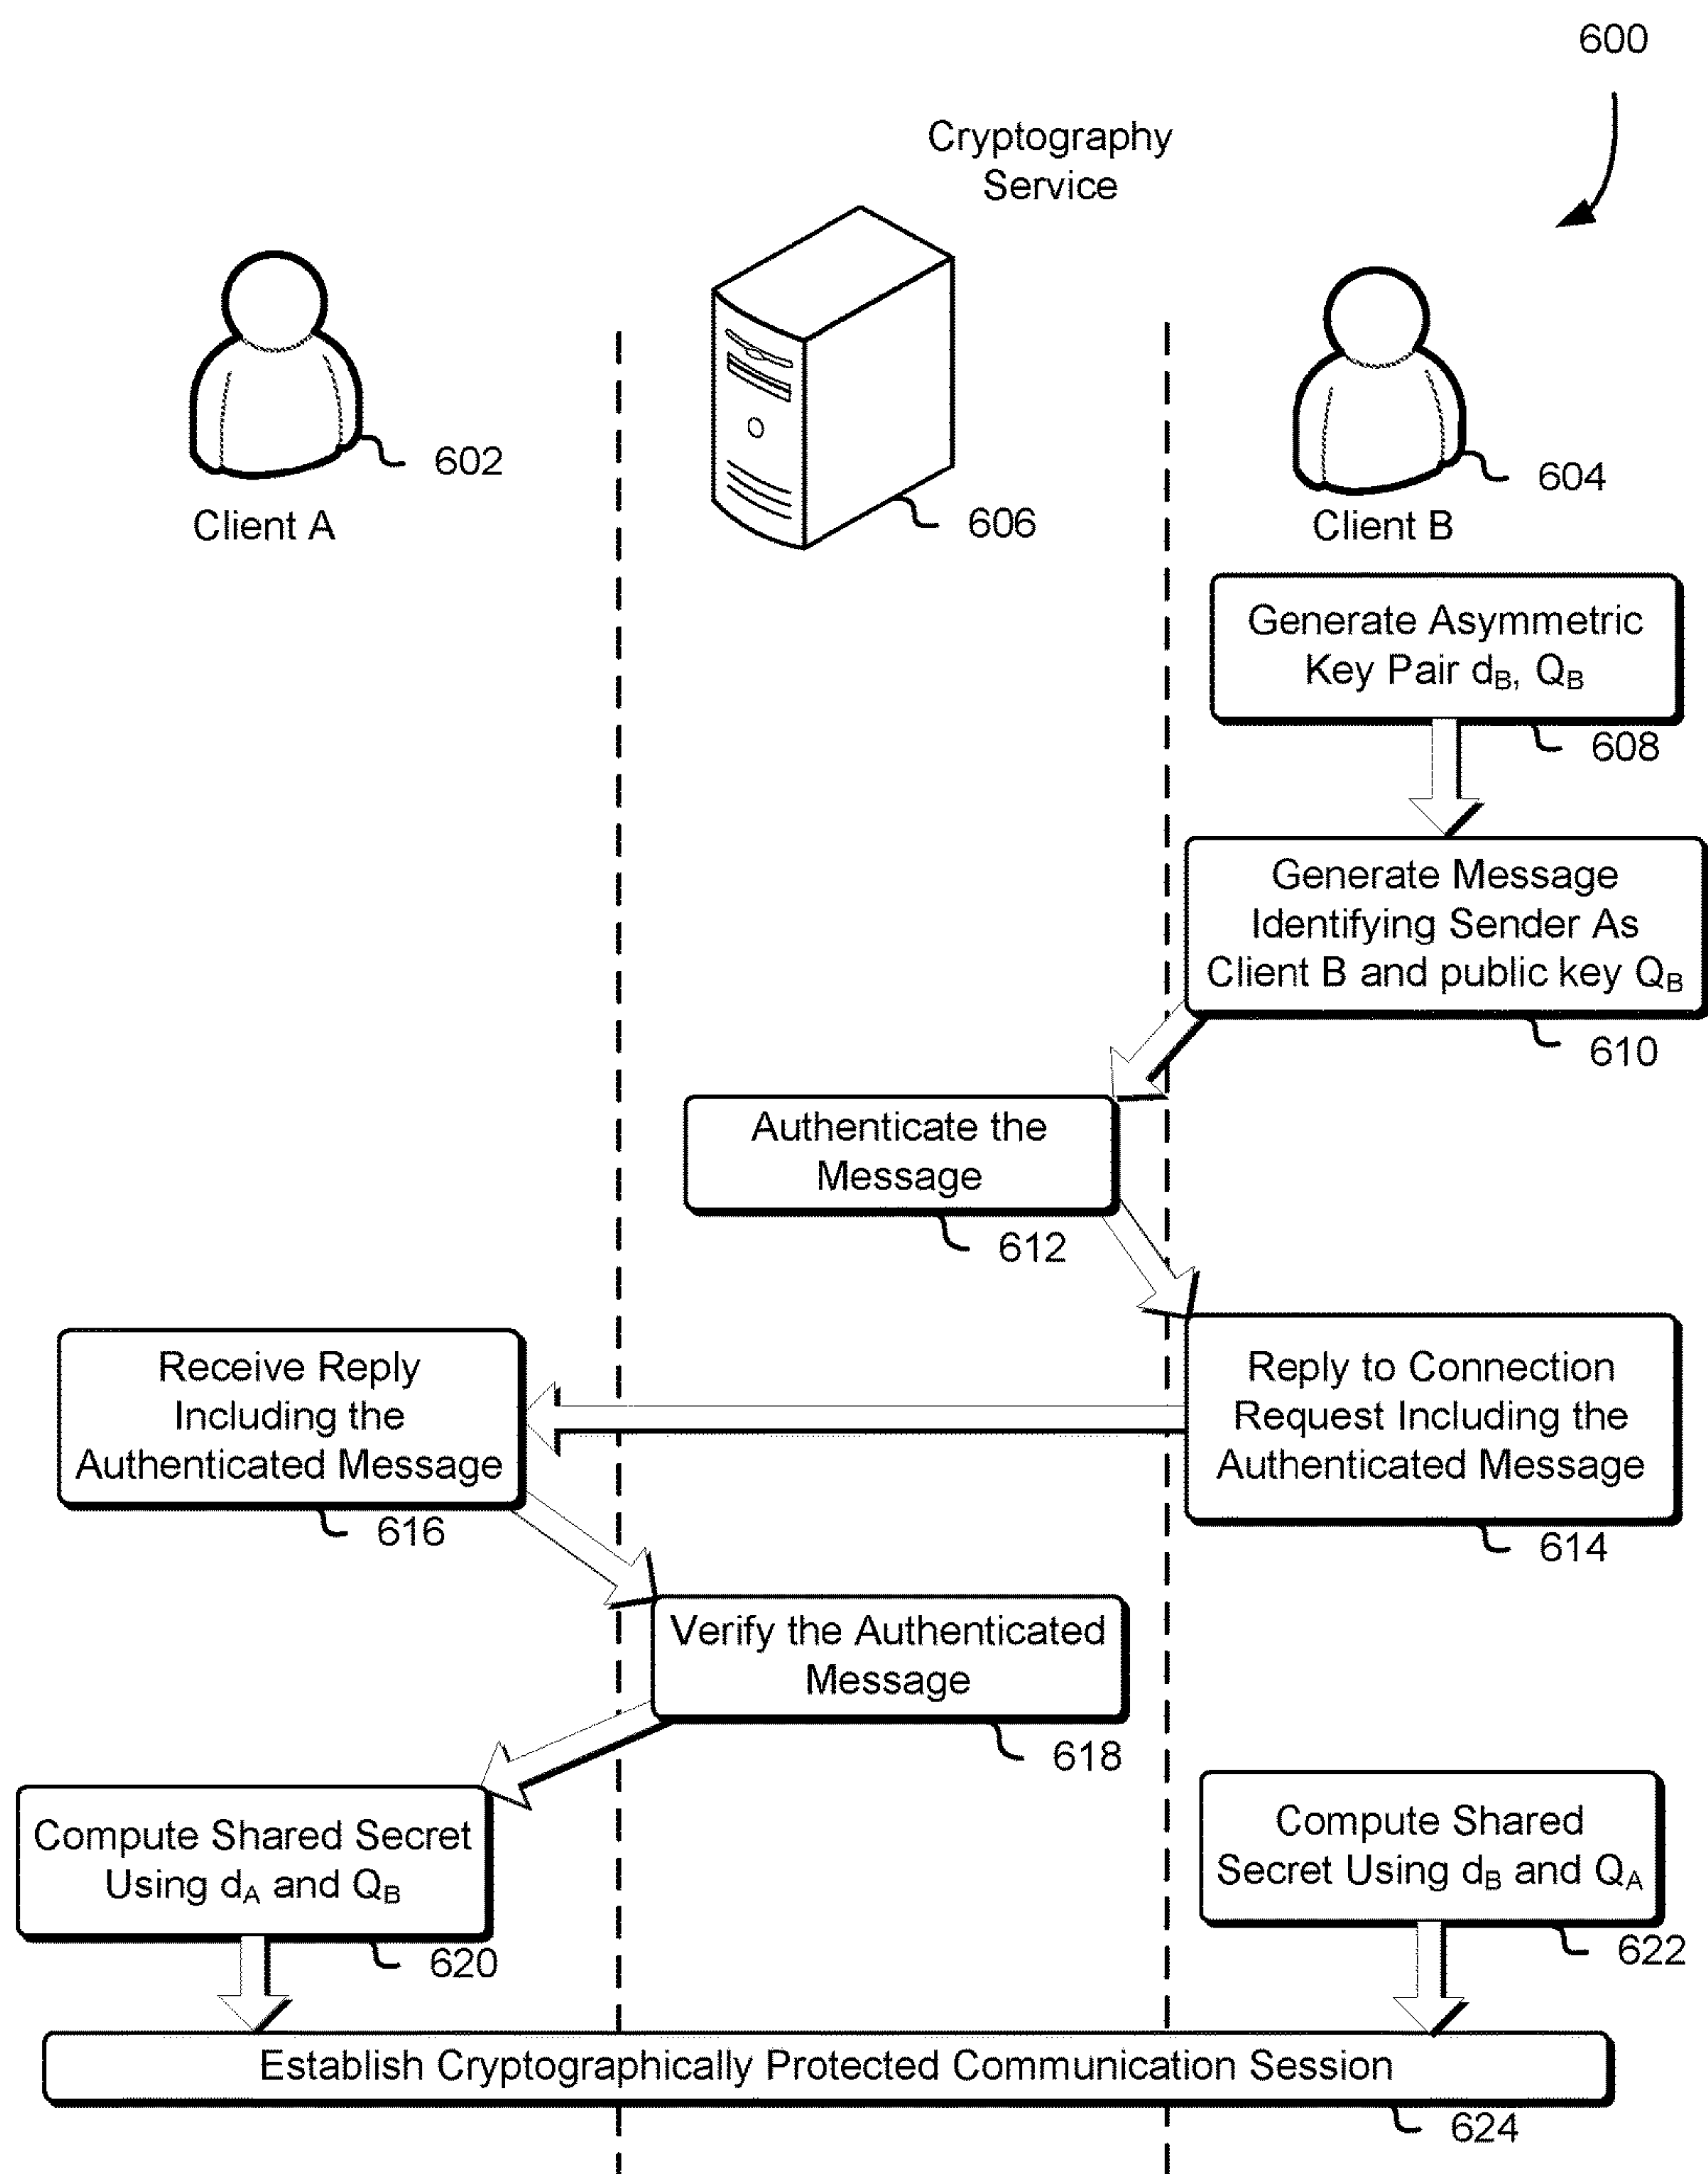 600
Cryptography
Service
602
604
606
Client A
Client B
Generate Asymmetric
Key Pair dB, QB
608
Generate Message
Identifying Sender As
Client B and public key QB
610
Authenticate the
Message
612
Receive Reply
Including the
Authenticated Message
616
Reply to Connection
Request Including the
Authenticated Message
614
Verify the Authenticated
Message
618
Compute Shared Secret
Using dA and QB
620
Compute Shared
Secret Using dB and QA
622
Establish Cryptographically Protected Communication Session
624